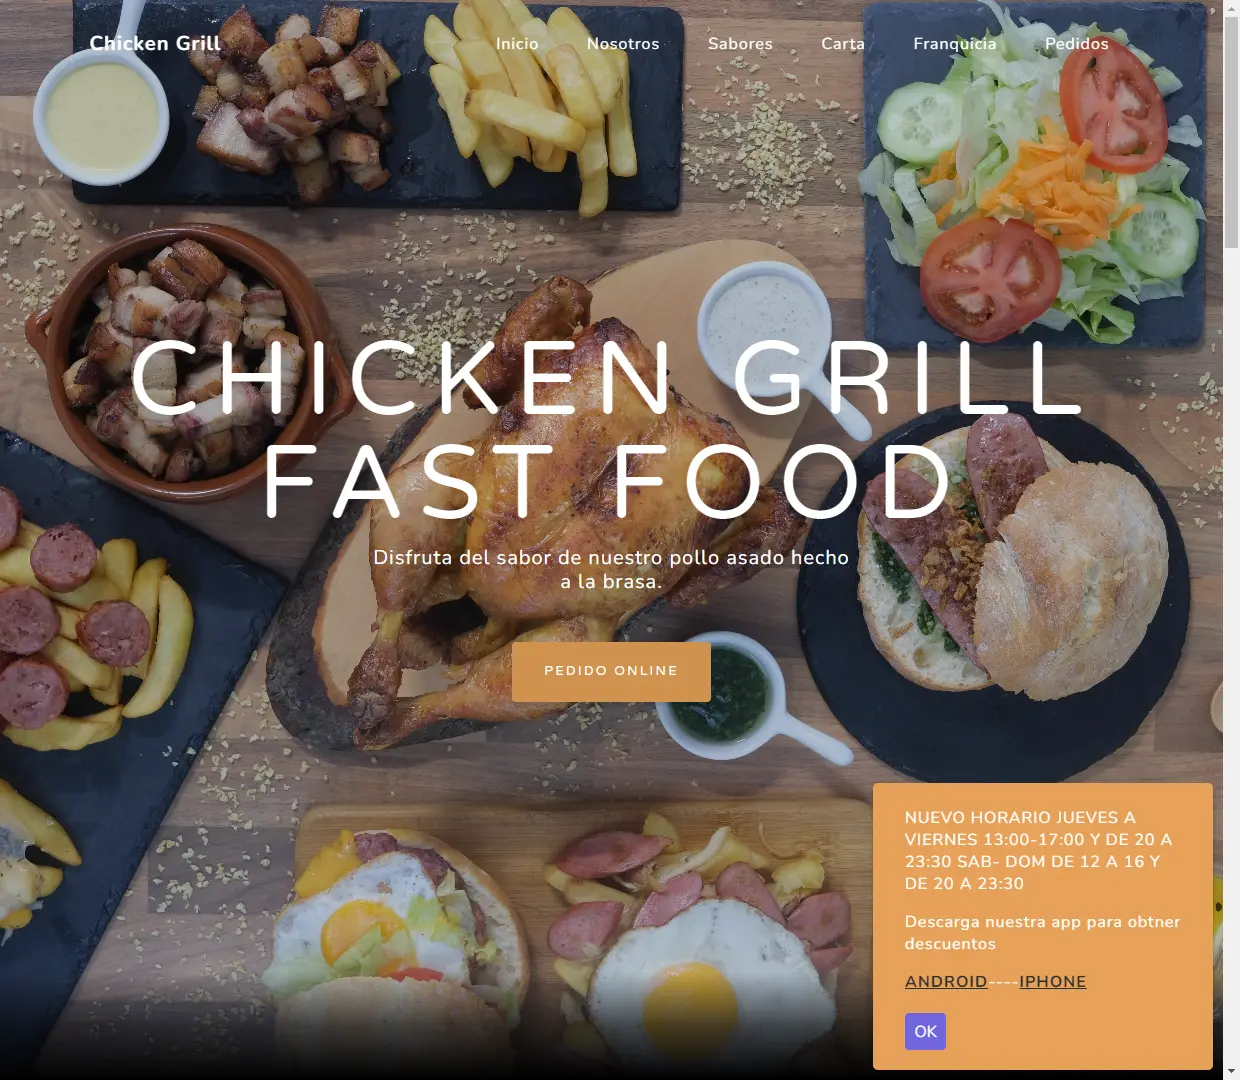 Chicken Grill
Inicio
Nosotros
Sabores
Carta
Franquicia
Pedidos
CHICKEN GRILL
FAST FOOD
Disfruta del sabor de nuestro pollo asado hecho
a la brasa.
PEDIDO ONLINE
NUEVO HORARIO JUEVES A
VIERNES 13:00-17:00 Y DE 20 A
23:30 SAB- DOM DE 12 A 16 Y
DE 20 A 23:30
Descarga nuestra app para obtner
descuentos
ANDROID----IPHONE
OK